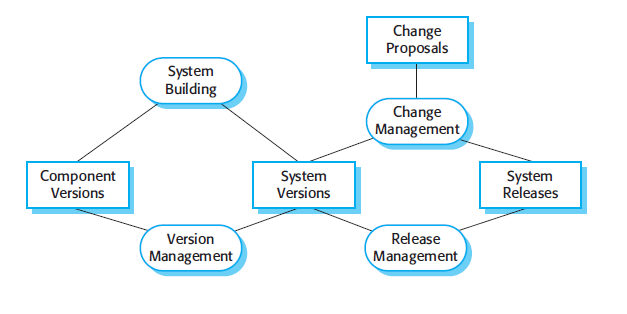 Change
Proposals
System
Building
Change
Management
Component
Versions
System
Versions
System
Releases
Version
Management
Release
Management